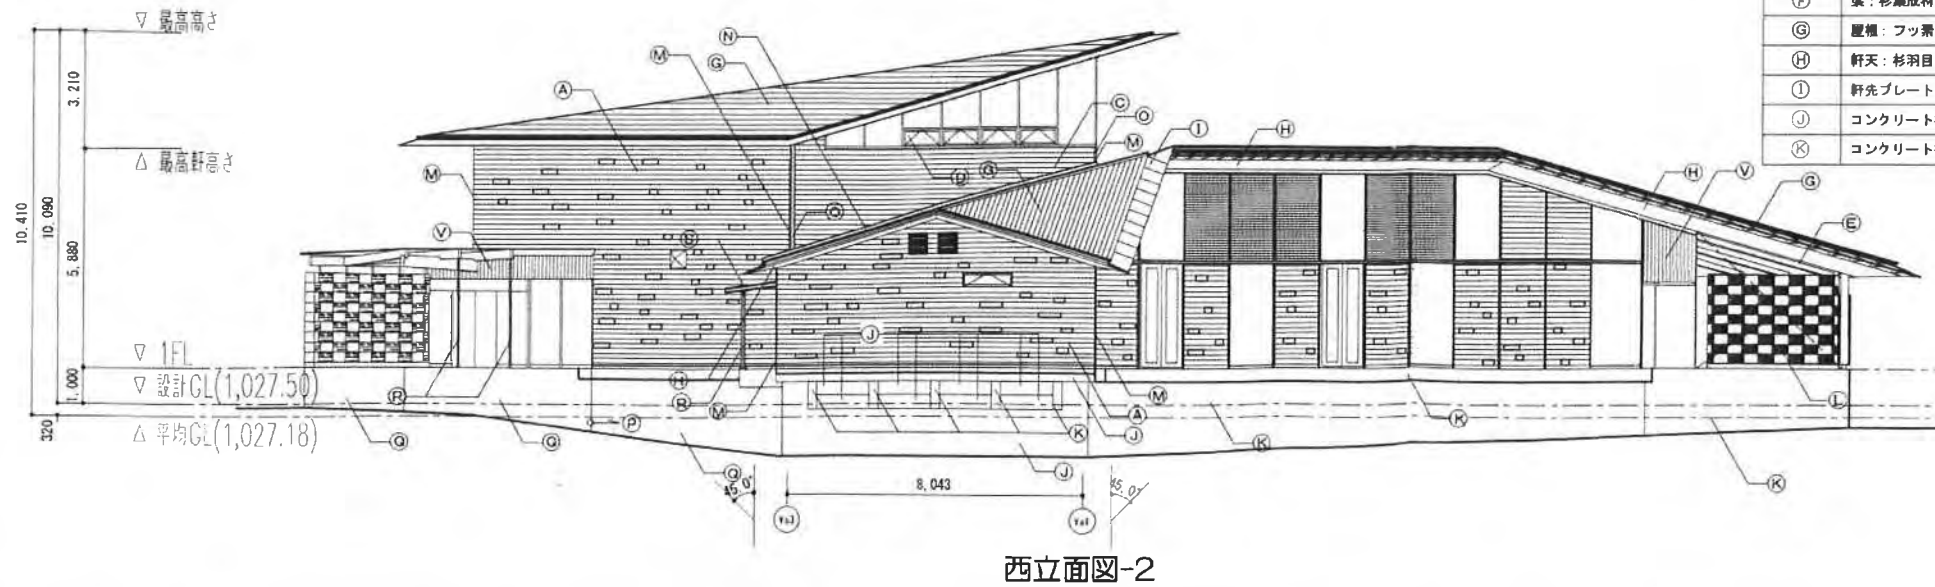 ▽ 最高高さ
△ 最高軒高さ
▽ 1FL
▽ 設計GL(1,027.50)
△ 平均GL(1,027.18)
10,410
10,090
3,210
5,880
1,000
320
A
M
G
N
C
O
M
I
H
H
V
G
E
M
V
D
G
O
J
R
H
R
M
A
M
J
K
K
K
K
L
Q
Q
P
Q
J
K
K
45.0°
8,043
45.0°
西立面図-2
G
屋根：フッ素
H
軒天：杉羽目
I
軒先プレート
J
コンクリート
K
コンクリート